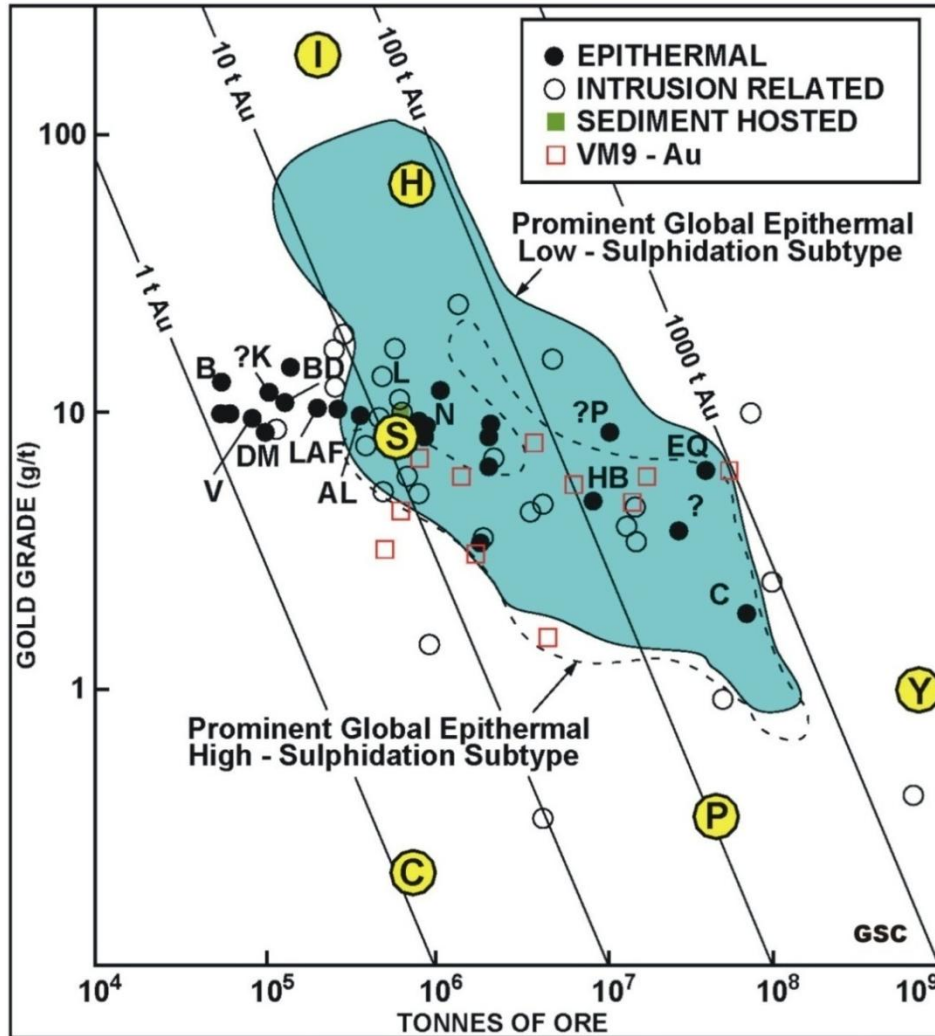 I
10 t Au
100 t Au
EPITHERMAL
INTRUSION RELATED
SEDIMENT HOSTED
VM9 - Au
100
H
Prominent Global Epithermal
Low - Sulphidation Subtype
1 t Au
1000 t Au
B
?K
BD
L
10
N
?P
S
EQ
V
DM
LAF
AL
HB
?
C
GOLD GRADE (g/t)
1
Y
Prominent Global Epithermal
High - Sulphidation Subtype
P
C
GSC
10⁴
10⁵
10⁶
10⁷
10⁸
10⁹
TONNES OF ORE